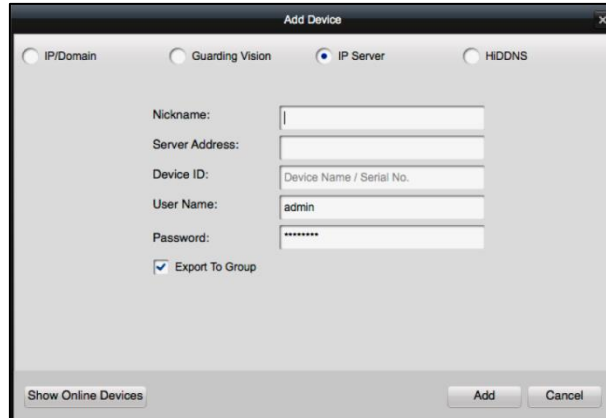 Add Device
IP/Domain Guarding Vision IP Server HiDDNS
Nickname:
Server Address:
Device ID: Device Name / Serial No.
User Name: admin
Password: ••••••••
Export To Group
Show Online Devices Add Cancel